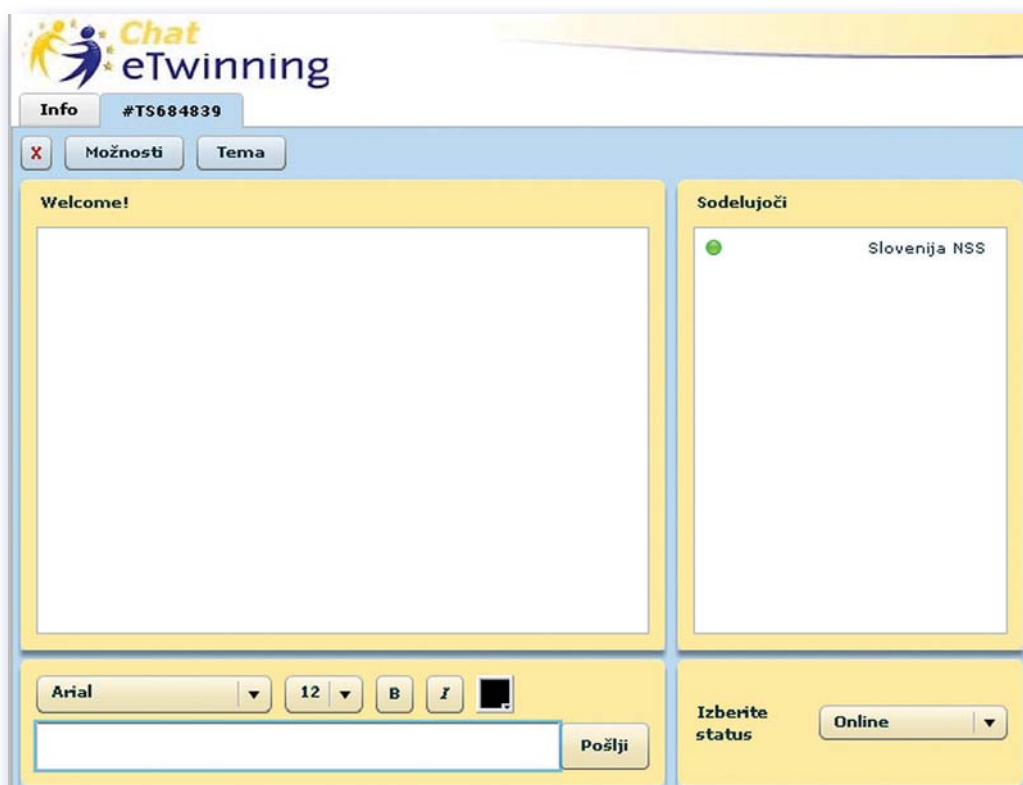 Chat
eTwinning
Info #TS684839
X Možnosti Tema
Welcome!
Sodelujoči
Slovenija NSS
Arial 12 B I
Pošlji
Izberite
status
Online